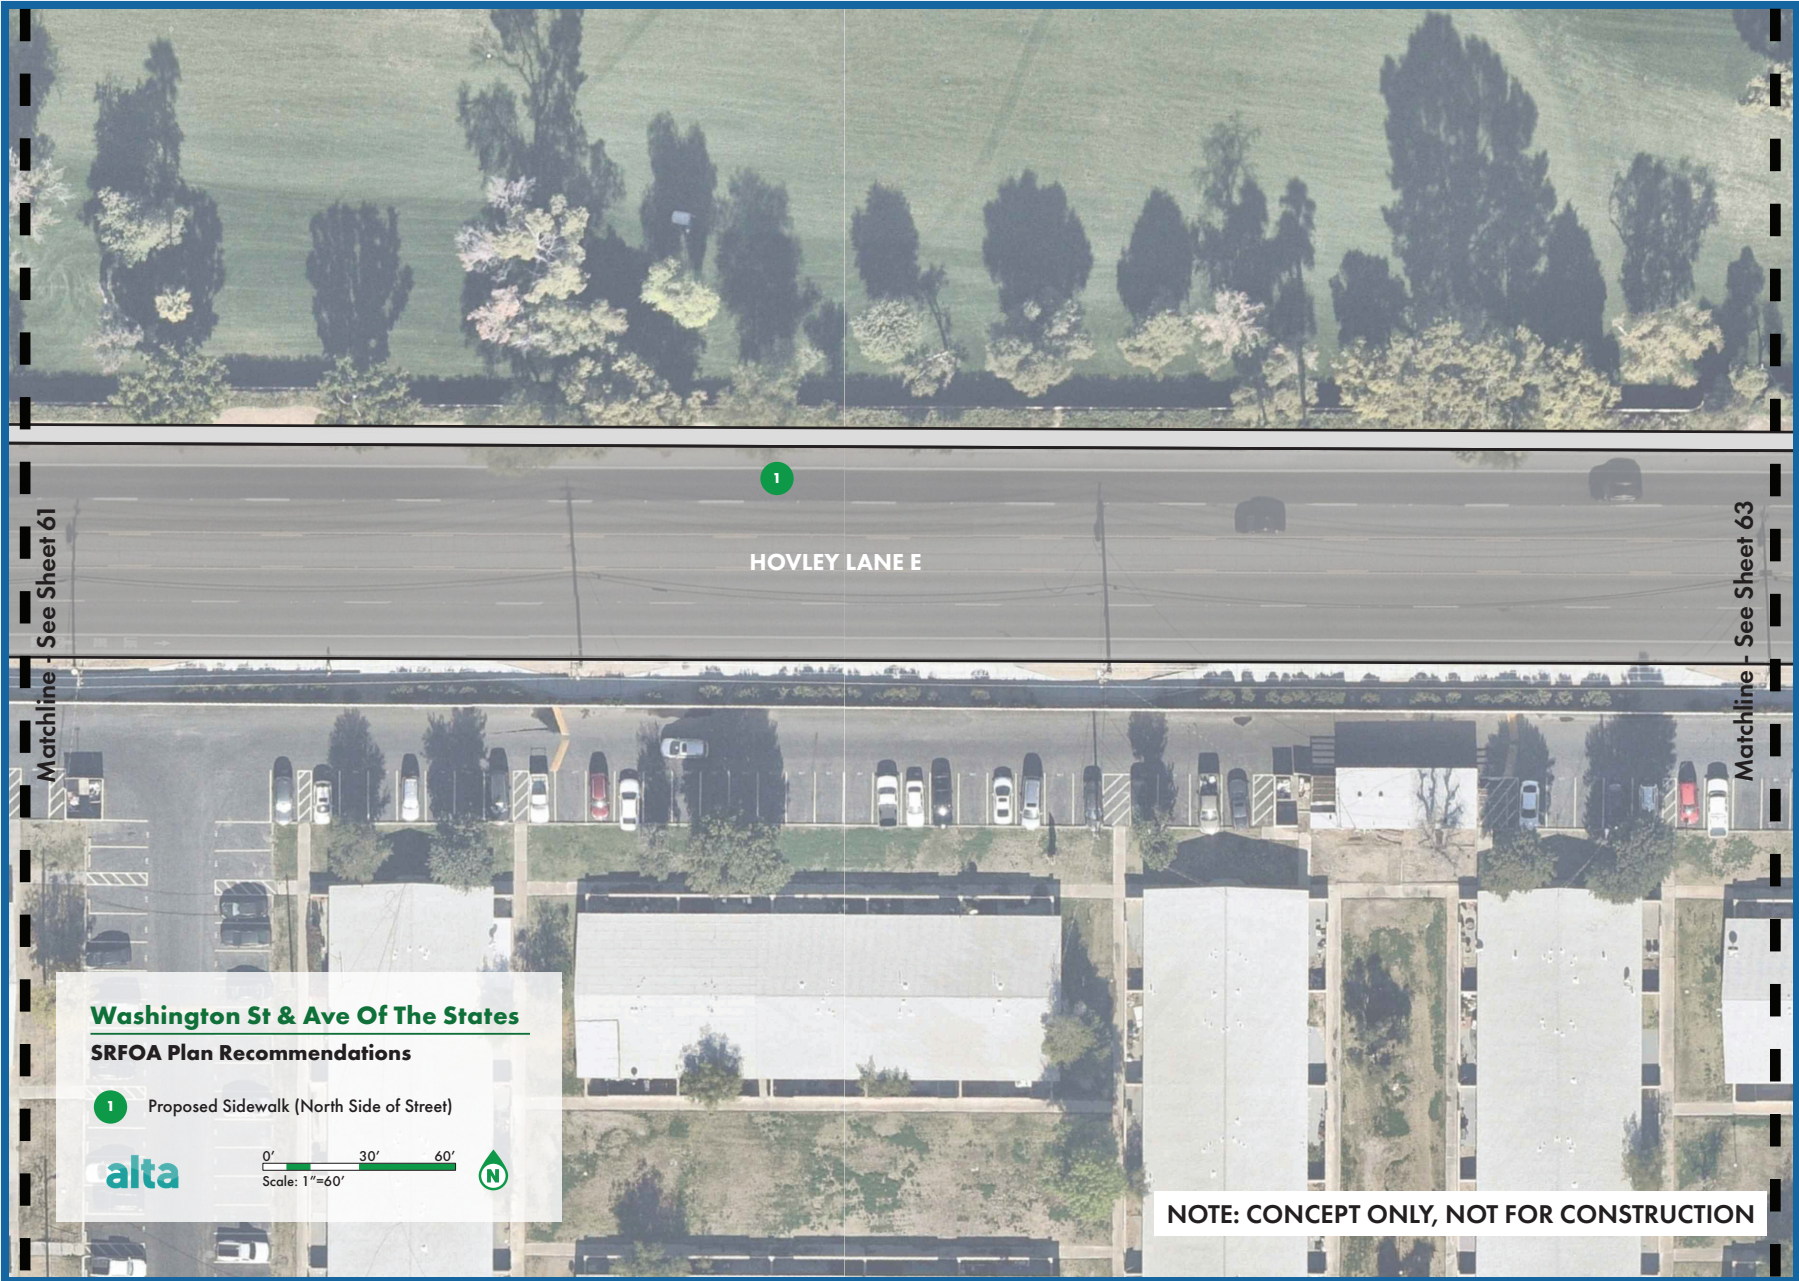 1
HOVLEY LANE E
Matchline - See Sheet 61
Matchline - See Sheet 63
Washington St & Ave Of The States
SRFOA Plan Recommendations
1 Proposed Sidewalk (North Side of Street)
alta
0' 30' 60'
Scale: 1"=60'
N
NOTE: CONCEPT ONLY, NOT FOR CONSTRUCTION